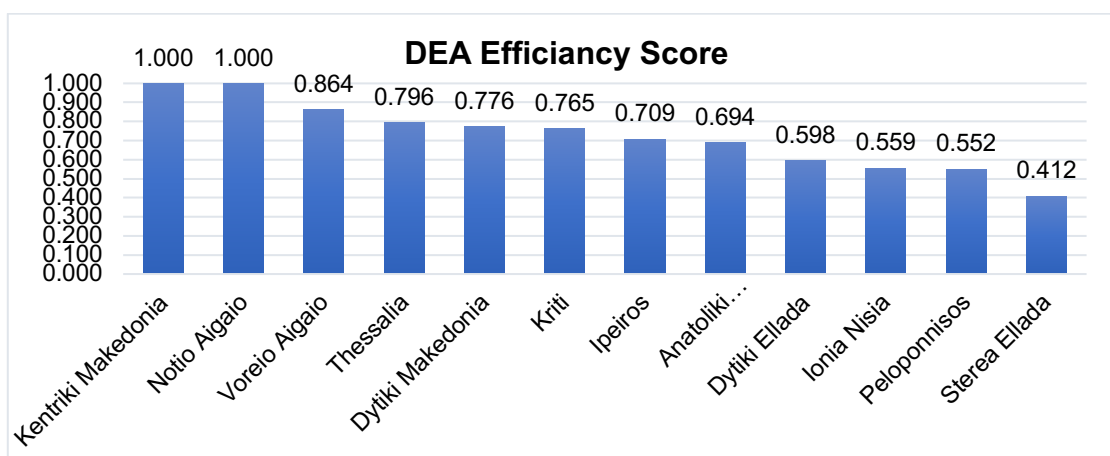 DEA Efficiancy Score
1.000
1.000
0.864
0.796
0.776
0.765
0.709
0.694
0.598
0.559
0.552
0.412
1.000
0.900
0.800
0.700
0.600
0.500
0.400
0.300
0.200
0.100
0.000
Kentriki Makedonia
Notio Aigaio
Voreio Aigaio
Thessalia
Dytiki Makedonia
Kriti
Ipeiros
Anatoliki…
Dytiki Ellada
Ionia Nisia
Peloponnisos
Sterea Ellada